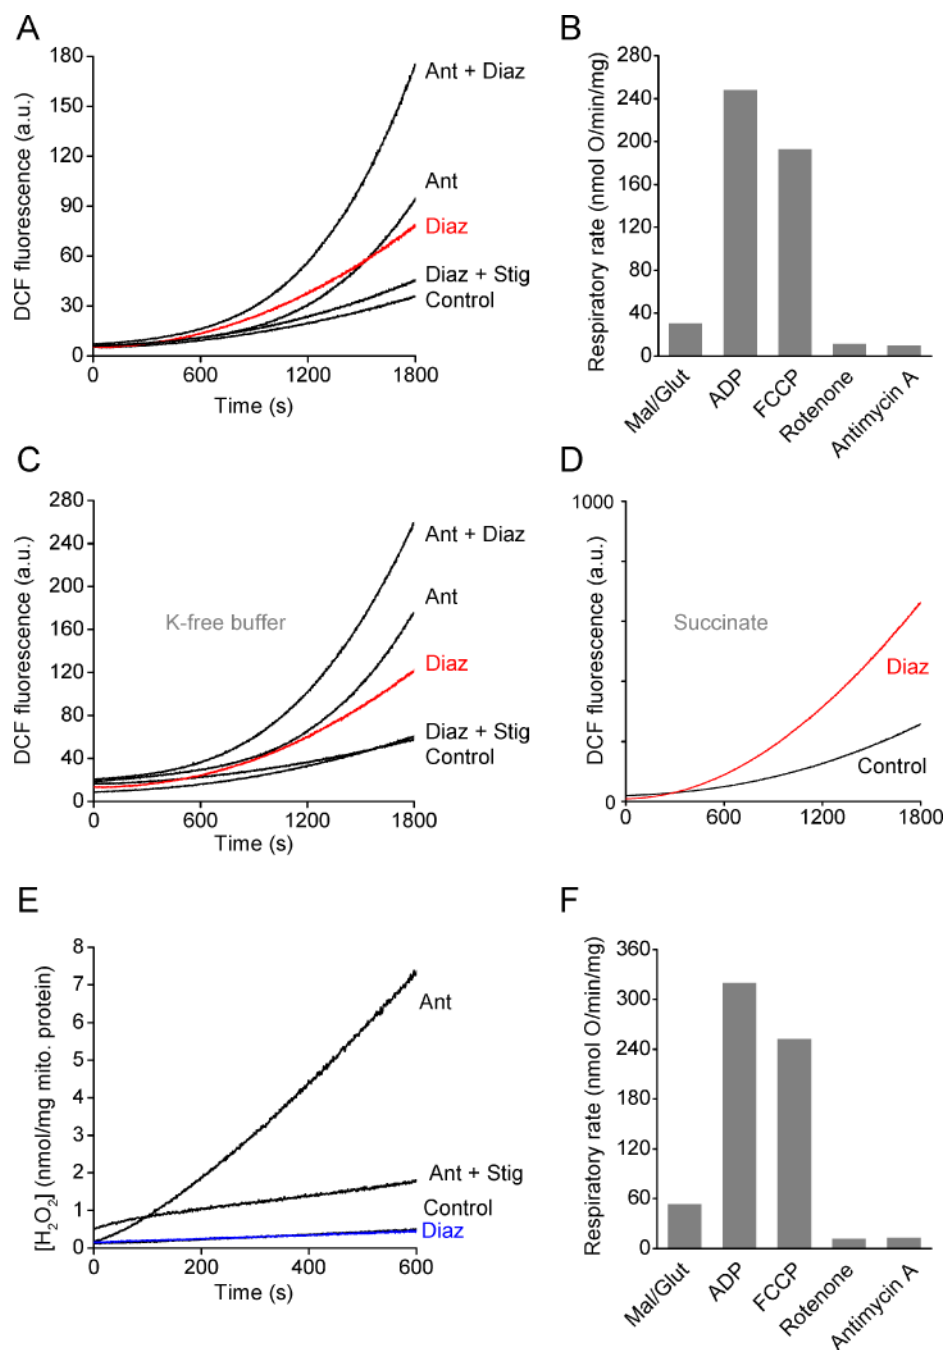 A
DCF fluorescence (a.u.)
180
150
120
90
60
30
0
Ant + Diaz
Ant
Diaz
Diaz + Stig
Control
0 600 1200 1800
Time (s)
B
Respiratory rate (nmol O/min/mg)
280
240
200
160
120
80
40
0
Mal/Glut ADP FCCP Rotenone Antimycin A
C
DCF fluorescence (a.u.)
280
240
200
160
120
80
40
0
K-free buffer
Ant + Diaz
Ant
Diaz
Diaz + Stig
Control
0 600 1200 1800
Time (s)
D
DCF fluorescence (a.u.)
1000
0
Succinate
Diaz
Control
0 600 1200 1800
E
[H₂O₂] (nmol/mg mito. protein)
8
7
6
5
4
3
2
1
0
Ant
Ant + Stig
Control
Diaz
0 200 400 600
Time (s)
F
Respiratory rate (nmol O/min/mg)
360
300
240
120
60
0
Mal/Glut ADP FCCP Rotenone Antimycin A